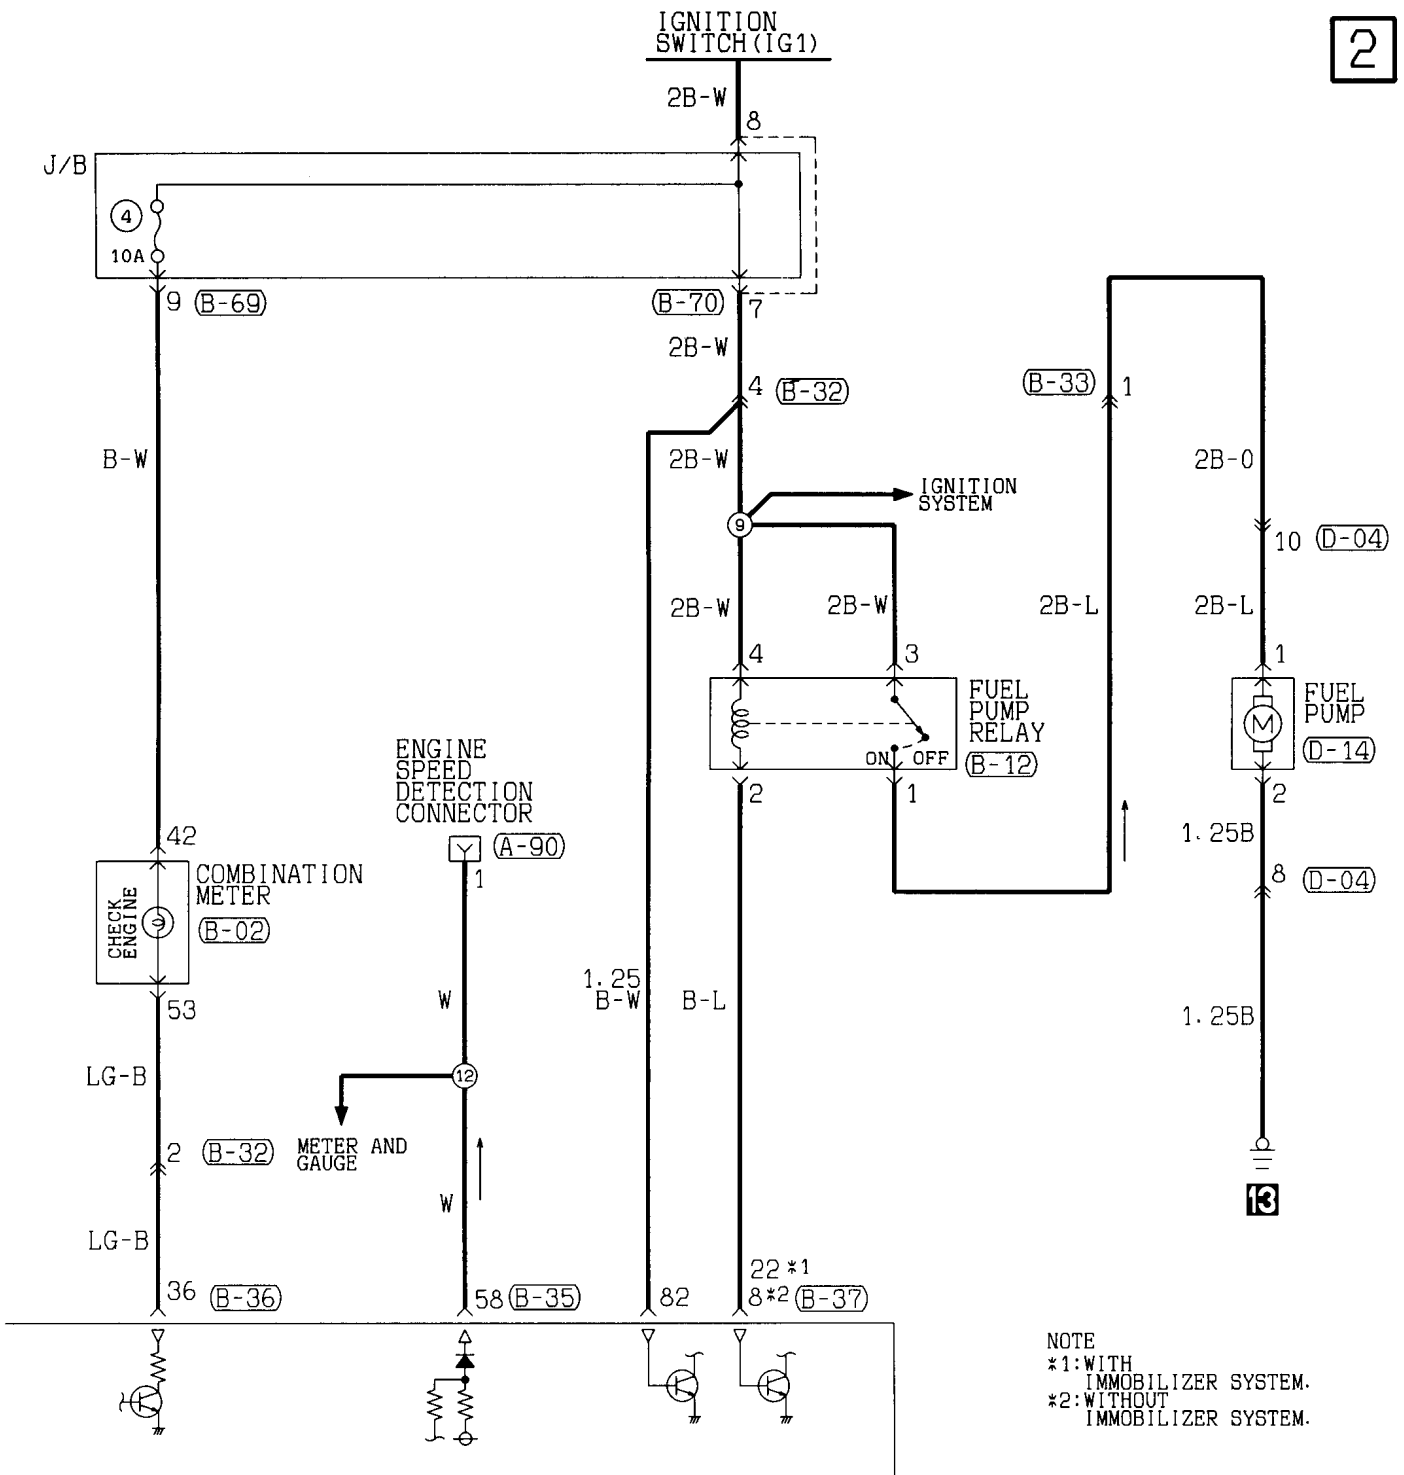 IGNITION
SWITCH(IG1)
2
2B-W
8
J/B
4
10A
9 B-69
B-70 7
2B-W
4 B-32
B-33 1
B-W
2B-W
2B-O
IGNITION
SYSTEM
9
10 D-04
2B-W
2B-W
2B-L
2B-L
4
3
1
FUEL
PUMP
RELAY
B-12
ON OFF
FUEL
PUMP
M
D-14
2
1
2
ENGINE
SPEED
DETECTION
CONNECTOR
A-90
1
1.25B
42
8 D-04
COMBINATION
METER
B-02
CHECK
ENGINE
53
W
1.25
B-W
B-L
1.25B
LG-B
12
2 B-32
METER AND
GAUGE
W
13
LG-B
36 B-36
58 B-35
82
22 *1
8*2 B-37
NOTE
*1:WITH
IMMOBILIZER SYSTEM.
*2:WITHOUT
IMMOBILIZER SYSTEM.